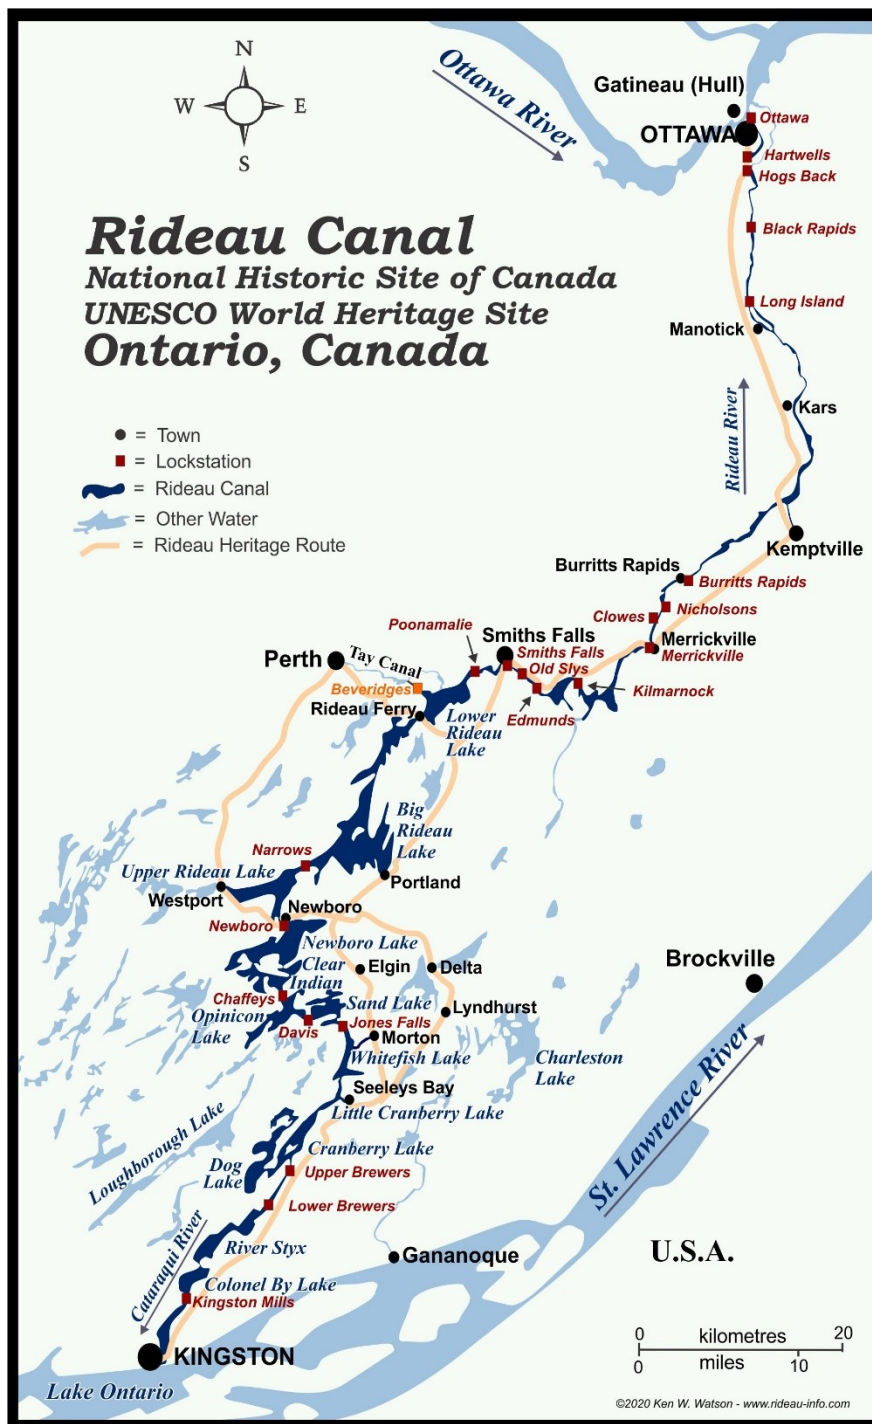 N
W
E
S
Ottawa River
Gatineau (Hull)
Ottawa
OTTAWA
Hartwells
Hogs Back
Rideau Canal
National Historic Site of Canada
UNESCO World Heritage Site
Ontario, Canada
Black Rapids
Long Island
Manotick
Kars
Rideau River
= Town
= Lockstation
= Rideau Canal
= Other Water
= Rideau Heritage Route
Kemptville
Burritts Rapids
Burritts Rapids
Nicholsons
Clowes
Merrickville
Merrickville
Poonamalie
Smiths Falls
Smiths Falls
Old Slys
Edmunds
Kilmarnock
Perth
Tay Canal
Beveridges
Rideau Ferry
Lower
Rideau
Lake
Big
Rideau
Lake
Narrows
Upper Rideau Lake
Westport
Portland
Newboro
Newboro
Newboro Lake
Clear
Indian
Elgin
Delta
Chaffeys
Opinicon
Lake
Sand Lake
Lyndhurst
Davis
Jones Falls
Morton
Whitefish Lake
Charleston
Lake
Brockville
Seeleys Bay
Little Cranberry Lake
Loughborough Lake
Dog
Lake
Cranberry Lake
Upper Brewers
Lower Brewers
St. Lawrence River
Cataraqui River
River Styx
Gananoque
U.S.A.
Colonel By Lake
Kingston Mills
KINGSTON
Lake Ontario
0 kilometres 20
0 miles 10
©2020 Ken W. Watson - www.rideau-info.com